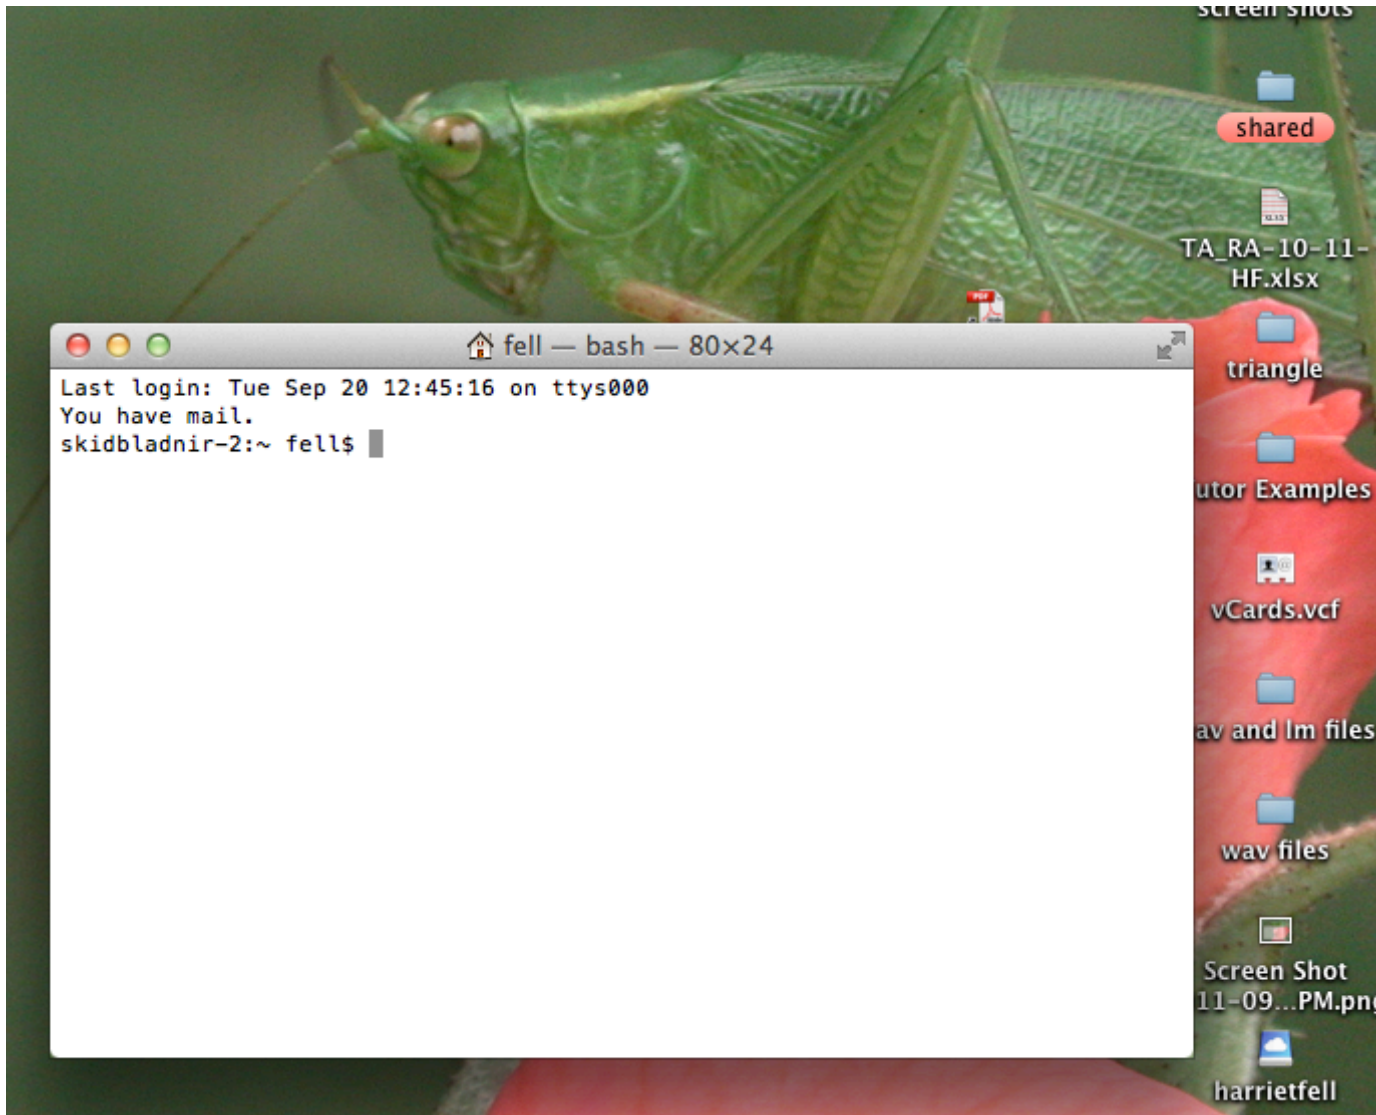 screen shots
shared
TA_RA-10-11-
HF.xlsx
PDF
fell — bash — 80×24
Last login: Tue Sep 20 12:45:16 on ttys000
You have mail.
skidbladnir-2:~ fell$
triangle
utor Examples
vCards.vcf
av and lm files
wav files
Screen Shot
11-09...PM.png
harrietfell